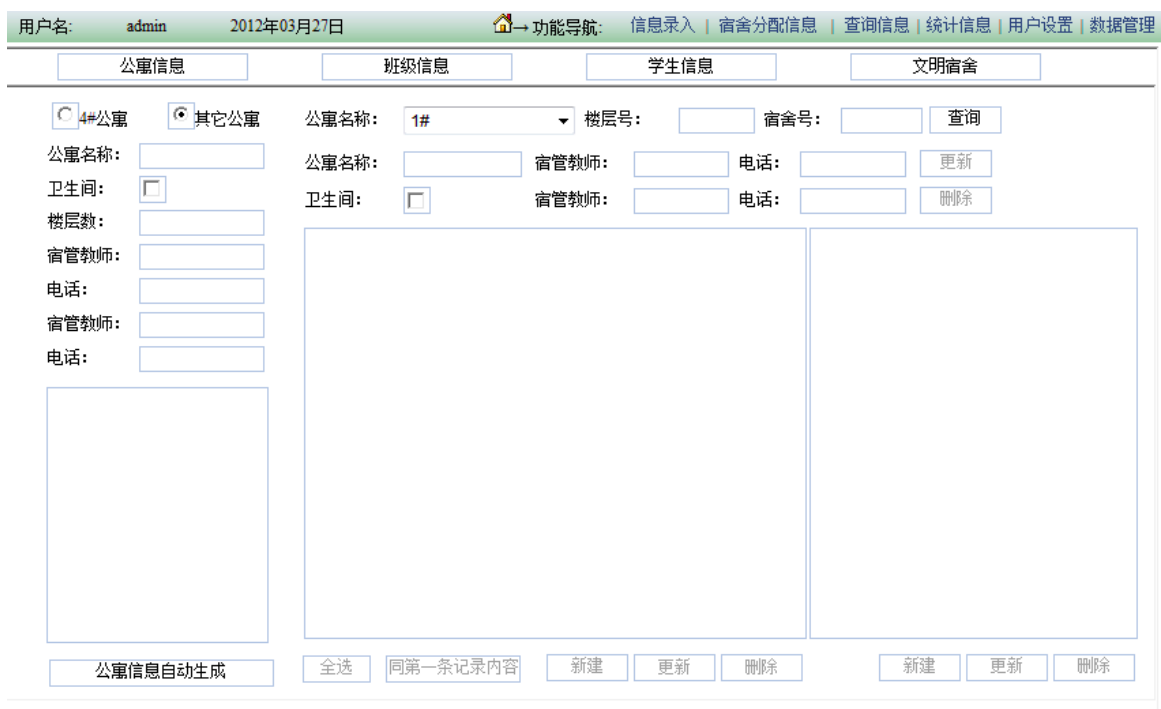 用户名: admin 2012年03月27日 →功能导航: 信息录入 | 宿舍分配信息 | 查询信息 | 统计信息 | 用户设置 | 数据管理
公寓信息 班级信息 学生信息 文明宿舍
4#公寓 其它公寓 公寓名称: 1# 楼层号: 宿舍号: 查询
公寓名称: 公寓名称: 宿管教师: 电话: 更新
卫生间: 卫生间: 宿管教师: 电话: 删除
楼层数:
宿管教师:
电话:
宿管教师:
电话:
公寓信息自动生成 全选 同第一条记录内容 新建 更新 删除 新建 更新 删除